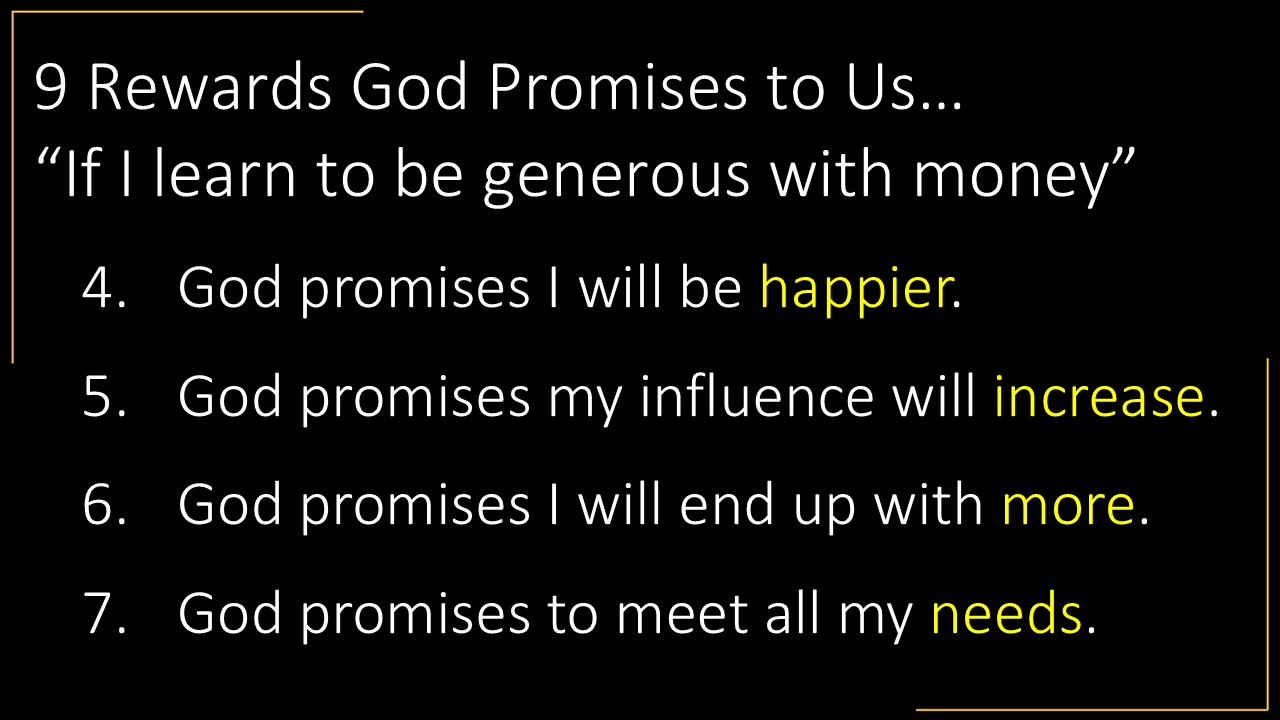 9 Rewards God Promises to Us…
“If I learn to be generous with money”
4. God promises I will be happier.
5. God promises my influence will increase.
6. God promises I will end up with more.
7. God promises to meet all my needs.